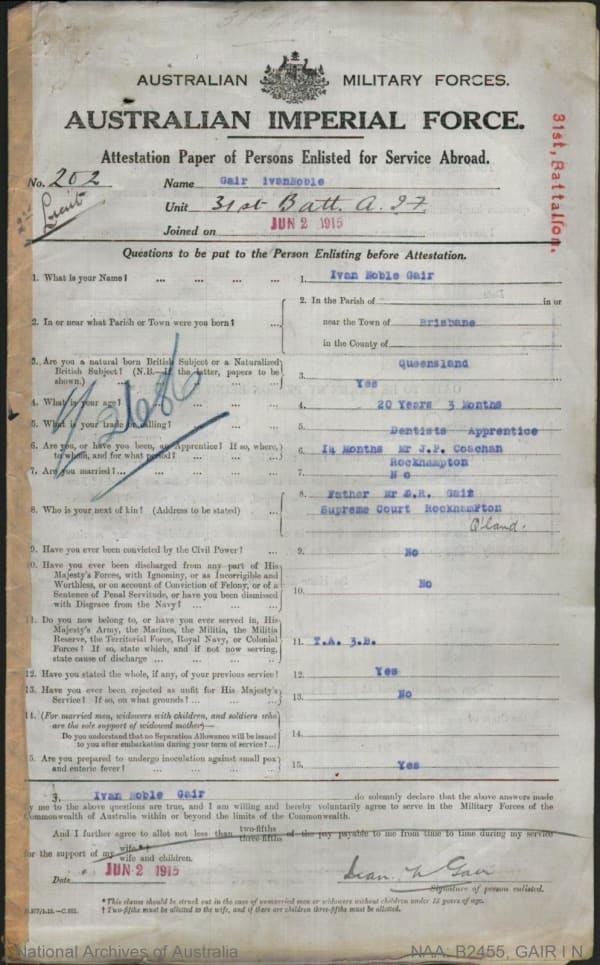 AUSTRALIAN MILITARY FORCES.
AUSTRALIAN IMPERIAL FORCE.
31st, Battalion.
Attestation Paper of Persons Enlisted for Service Abroad.
No. 202 Name Gair IvanNoble
2nd Lieut
Unit 31st Batt. A.I.F.
Joined on JUN 2 1915
Questions to be put to the Person Enlisting before Attestation.
1. What is your Name? ... ... ... ... 1. Ivan Noble Gair
2. In or near what Parish or Town were you born? ...
2. In the Parish of in or
near the Town of Brisbane
in the County of
Queensland
3. Are you a natural born British Subject or a Naturalized
British Subject? (N.B.—If the latter, papers to be
shown.) 3. Yes
4. What is your age? 4. 20 Years 3 Months
5. What is your trade or calling? 5. Dentists Apprentice
6. Are you, or have you been, an Apprentice? If so, where,
to whom, and for what period? 6. 14 Months Mr J.P. Coachan
Rockhampton
7. Are you married?... 7. No
8. Who is your next of kin? (Address to be stated) ... 8. Father Mr S.R. Gair
Supreme Court Rockhampton
Q'land.
9. Have you ever been convicted by the Civil Power? ... 9. No
10. Have you ever been discharged from any part of His
Majesty's Forces, with Ignominy, or as Incorrigible and
Worthless, or on account of Conviction of Felony, or of a
Sentence of Penal Servitude, or have you been dismissed
with Disgrace from the Navy? ... ... ... 10. No
11. Do you now belong to, or have you ever served in, His
Majesty's Army, the Marines, the Militia, the Militia
Reserve, the Territorial Force, Royal Navy, or Colonial
Forces? If so, state which, and if not now serving,
state cause of discharge ... ... ... 11. T.A. 3.B.
12. Have you stated the whole, if any, of your previous service? 12. Yes
13. Have you ever been rejected as unfit for His Majesty's
Service? If so, on what grounds? ... ... 13. No
14. (For married men, widowers with children, and soldiers who
are the sole support of widowed mother)—
Do you understand that no Separation Allowance will be issued
to you after embarkation during your term of service? ... 14.
15. Are you prepared to undergo inoculation against small pox
and enteric fever? ... ... ... 15. Yes
I, Ivan Noble Gair do solemnly declare that the above answers made
by me to the above questions are true, and I am willing and hereby voluntarily agree to serve in the Military Forces of the
Commonwealth of Australia within or beyond the limits of the Commonwealth.
And I further agree to allot not less than two-fifths three-fifths of the pay payable to me from time to time during my service
for the support of my wife*†
wife and children.
Date JUN 2 1915
Ivan N Gair
Signature of person enlisted.
* This clause should be struck out in the case of unmarried men or widowers without children under 18 years of age.
† Two-fifths must be allotted to the wife, and if there are children three-fifths must be allotted.
National Archives of Australia
NAA: B2455, GAIR I N